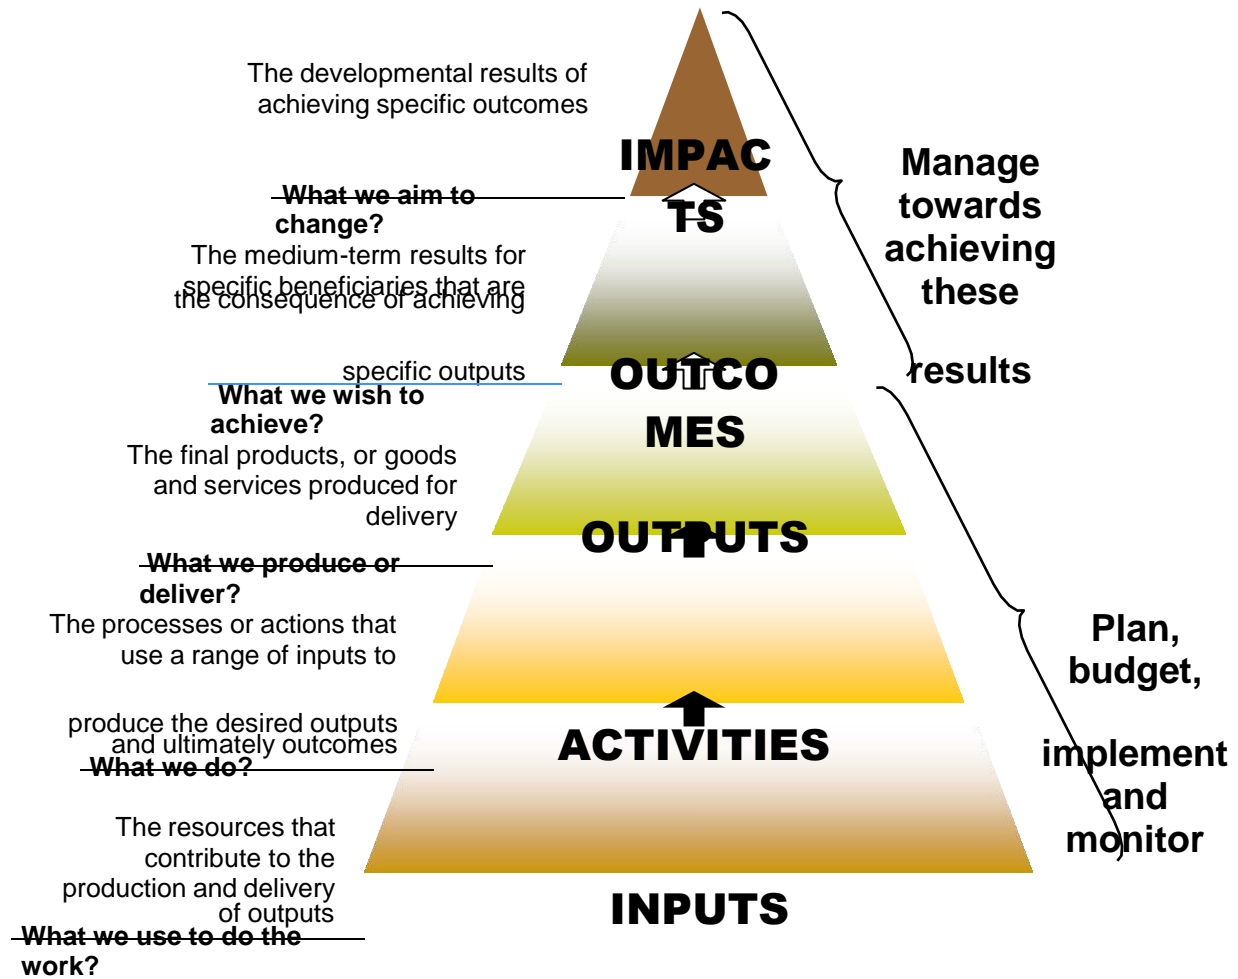 The developmental results of
achieving specific outcomes
IMPAC
TS
What we aim to
change?
The medium-term results for
specific beneficiaries that are
the consequence of achieving
specific outputs
OUTCO
MES
What we wish to
achieve?
The final products, or goods
and services produced for
delivery
OUTPUTS
What we produce or
deliver?
The processes or actions that
use a range of inputs to
produce the desired outputs
and ultimately outcomes
ACTIVITIES
What we do?
The resources that
contribute to the
production and delivery
of outputs
INPUTS
What we use to do the
work?
Manage
towards
achieving
these
results
Plan,
budget,
implement
and
monitor